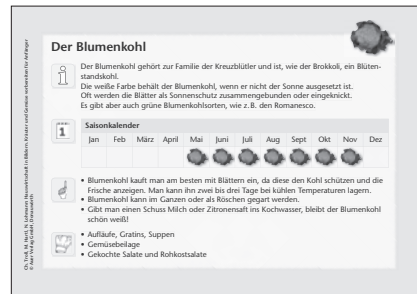 Der Blumenkohl
Der Blumenkohl gehört zur Familie der Kreuzblütler und ist, wie der Brokkoli, ein Blüten-
standskohl.
Die weiße Farbe behält der Blumenkohl, wenn er nicht der Sonne ausgesetzt ist.
Oft werden die Blätter als Sonnenschutz zusammengebunden oder eingeknickt.
Es gibt aber auch grüne Blumenkohlsorten, wie z. B. den Romanesco.
1
Saisonkalender
Jan Feb März April Mai Juni Juli Aug Sept Okt Nov Dez
• Blumenkohl kauft man am besten mit Blättern ein, da diese den Kohl schützen und die
Frische anzeigen. Man kann ihn zwei bis drei Tage bei kühlen Temperaturen lagern.
• Blumenkohl kann im Ganzen oder als Röschen gegart werden.
• Gibt man einen Schuss Milch oder Zitronensaft ins Kochwasser, bleibt der Blumenkohl
schön weiß!
• Aufläufe, Gratins, Suppen
• Gemüsebeilage
• Gekochte Salate und Rohkostsalate
© Auer Verlag GmbH, Donauwörth